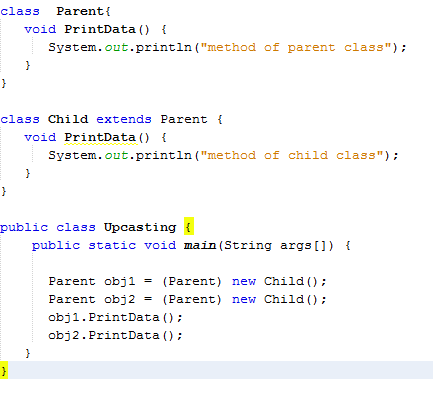 class  Parent{
   void PrintData() {
      System.out.println("method of parent class");
   }
}
class Child extends Parent {
   void PrintData() {
      System.out.println("method of child class");
   }
}
public class Upcasting {
    public static void main(String args[]) {
      Parent obj1 = (Parent) new Child();
      Parent obj2 = (Parent) new Child();
      obj1.PrintData();
      obj2.PrintData();
   }
}